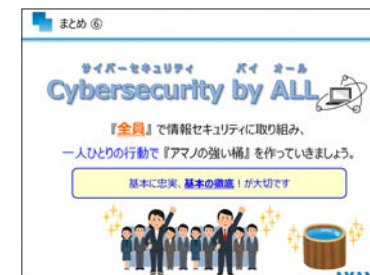 まとめ ⑥
サイバーセキュリティ バイ オール
Cybersecurity by ALL
『全員』で情報セキュリティに取り組み、
一人ひとりの行動で『アマノの強い桶』を作っていきましょう。
基本に忠実、基本の徹底！が大切です